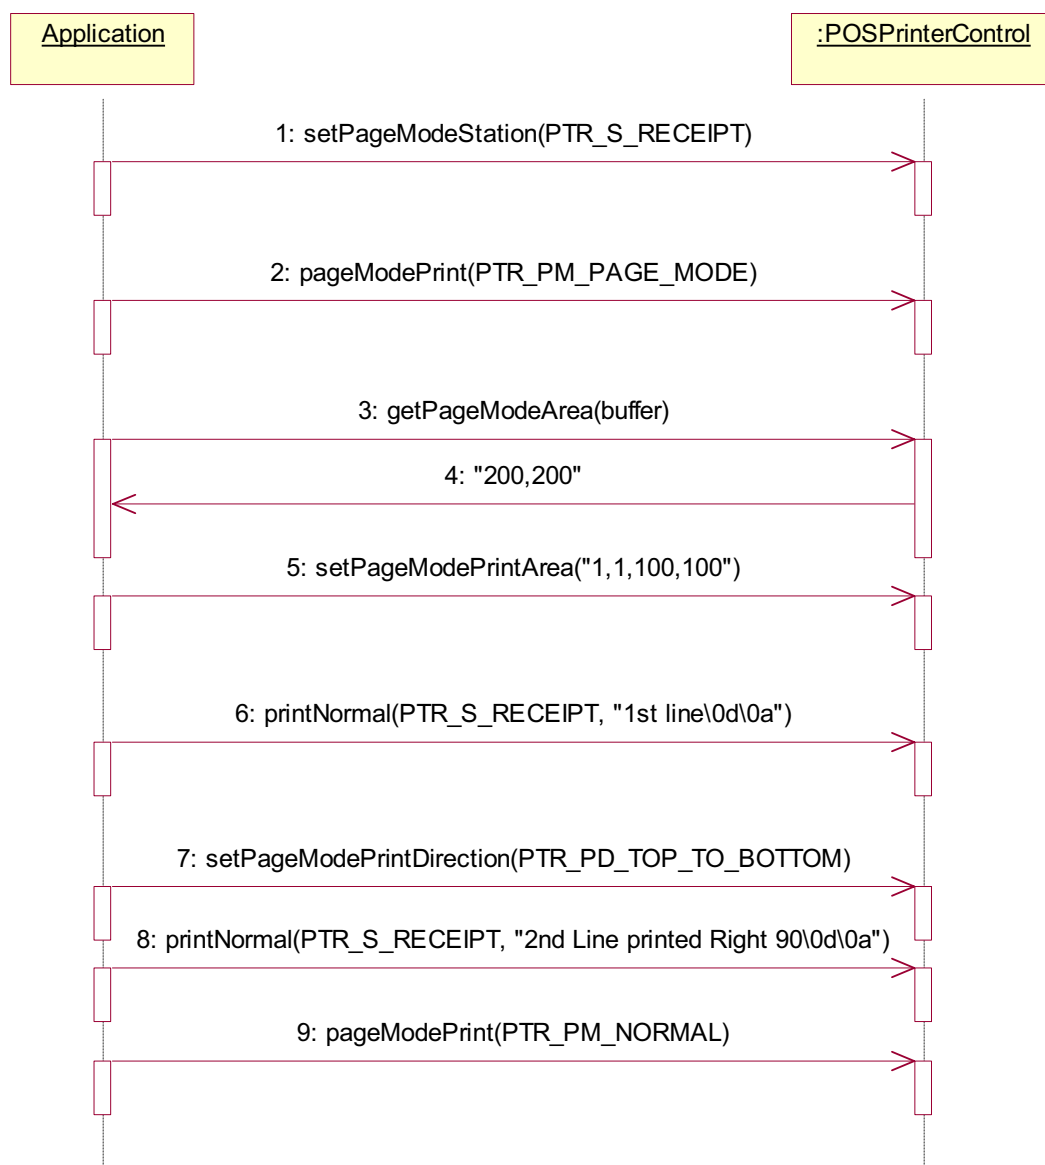 Application
:POSPrinterControl
1: setPageModeStation(PTR_S_RECEIPT)
2: pageModePrint(PTR_PM_PAGE_MODE)
3: getPageModeArea(buffer)
4: "200,200"
5: setPageModePrintArea("1,1,100,100")
6: printNormal(PTR_S_RECEIPT, "1st line\0d\0a")
7: setPageModePrintDirection(PTR_PD_TOP_TO_BOTTOM)
8: printNormal(PTR_S_RECEIPT, "2nd Line printed Right 90\0d\0a")
9: pageModePrint(PTR_PM_NORMAL)